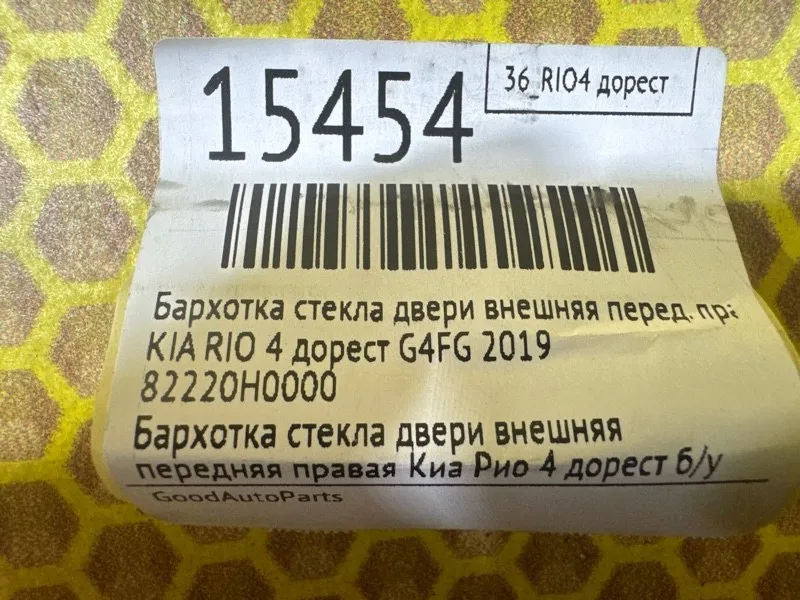 15454
36_RIO4 дорест
Бархотка стекла двери внешняя перед. пра
KIA RIO 4 дорест G4FG 2019
82220H0000
Бархотка стекла двери внешняя
передняя правая Киа Рио 4 дорест б/у
GoodAutoParts